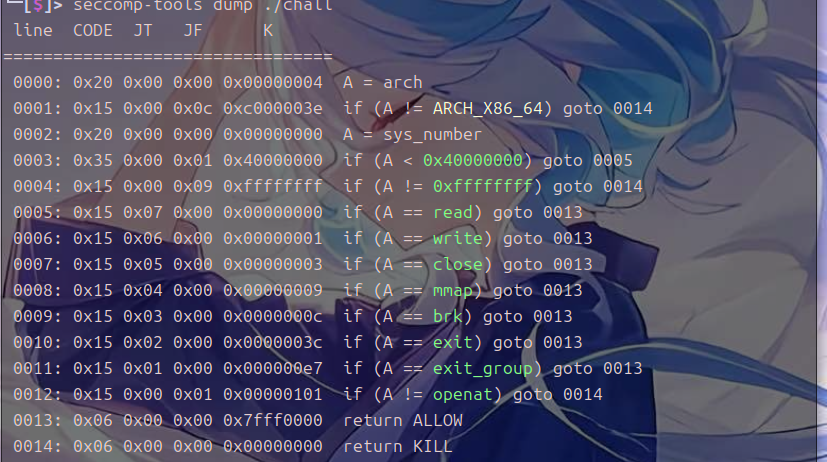 └─[$]> seccomp-tools dump ./chall
line CODE JT JF K
=================================
0000: 0x20 0x00 0x00 0x00000004 A = arch
0001: 0x15 0x00 0x0c 0xc000003e if (A != ARCH_X86_64) goto 0014
0002: 0x20 0x00 0x00 0x00000000 A = sys_number
0003: 0x35 0x00 0x01 0x40000000 if (A < 0x40000000) goto 0005
0004: 0x15 0x00 0x09 0xffffffff if (A != 0xffffffff) goto 0014
0005: 0x15 0x07 0x00 0x00000000 if (A == read) goto 0013
0006: 0x15 0x06 0x00 0x00000001 if (A == write) goto 0013
0007: 0x15 0x05 0x00 0x00000003 if (A == close) goto 0013
0008: 0x15 0x04 0x00 0x00000009 if (A == mmap) goto 0013
0009: 0x15 0x03 0x00 0x0000000c if (A == brk) goto 0013
0010: 0x15 0x02 0x00 0x0000003c if (A == exit) goto 0013
0011: 0x15 0x01 0x00 0x000000e7 if (A == exit_group) goto 0013
0012: 0x15 0x00 0x01 0x00000101 if (A != openat) goto 0014
0013: 0x06 0x00 0x00 0x7fff0000 return ALLOW
0014: 0x06 0x00 0x00 0x00000000 return KILL